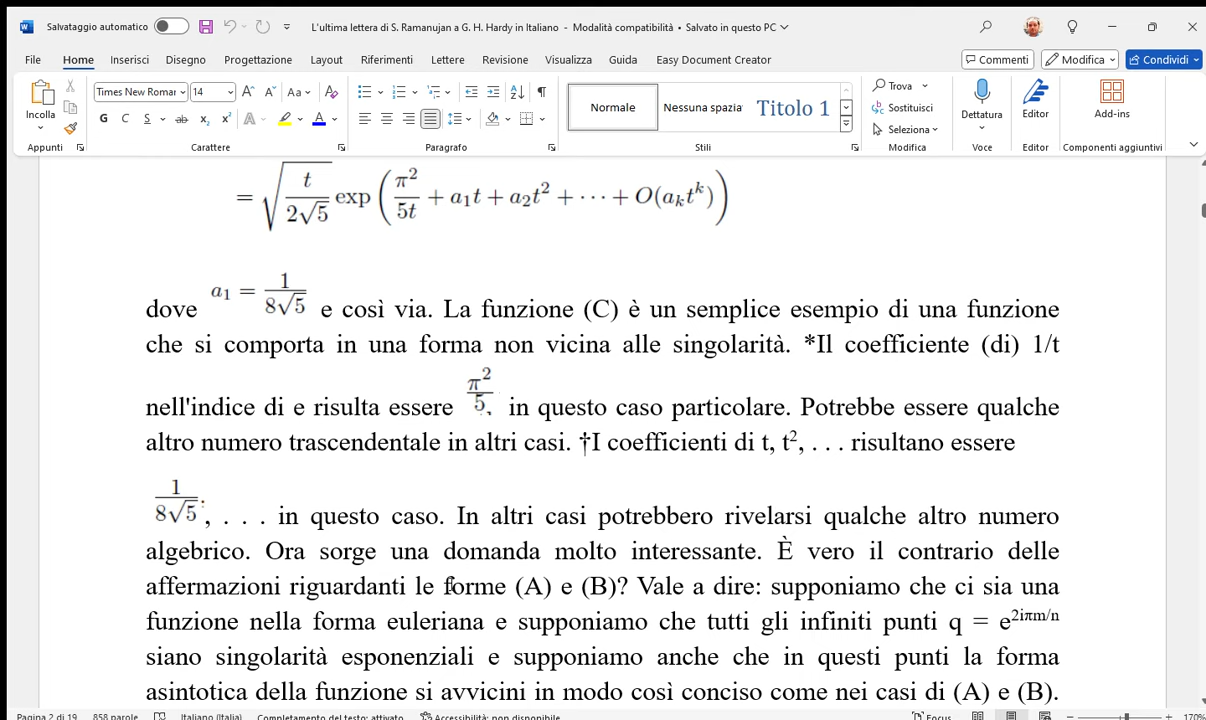 Salvataggio automatico L'ultima lettera di S. Ramanujan a G. H. Hardy in Italiano - Modalità compatibilità • Salvato in questo PC
File Home Inserisci Disegno Progettazione Layout Riferimenti Lettere Revisione Visualizza Guida Easy Document Creator Commenti Modifica Condividi
Incolla Times New Roman 14 A^ Aˇ Aa Normale Nessuna spazia Titolo 1 Trova Sostituisci Seleziona Dettatura Editor Add-ins
G C S ab x₂ x² A A
Appunti Carattere Paragrafo Stili Modifica Voce Editor Componenti aggiuntivi
= √(t/(2√5)) exp (π²/5t + a₁t + a₂t² + ··· + O(aₖtᵏ))
dove a₁ = 1/(8√5) e così via. La funzione (C) è un semplice esempio di una funzione
che si comporta in una forma non vicina alle singolarità. *Il coefficiente (di) 1/t
nell'indice di e risulta essere π²/5, in questo caso particolare. Potrebbe essere qualche
altro numero trascendentale in altri casi. †I coefficienti di t, t², . . . risultano essere
1/(8√5), . . . in questo caso. In altri casi potrebbero rivelarsi qualche altro numero
algebrico. Ora sorge una domanda molto interessante. È vero il contrario delle
affermazioni riguardanti le forme (A) e (B)? Vale a dire: supponiamo che ci sia una
funzione nella forma euleriana e supponiamo che tutti gli infiniti punti q = e^(2iπm/n)
siano singolarità esponenziali e supponiamo anche che in questi punti la forma
asintotica della funzione si avvicini in modo così conciso come nei casi di (A) e (B).
Pagina 2 di 19 858 parole Italiano (Italia) Completamento del testo: attivato Accessibilità: non disponibile Focus 170%